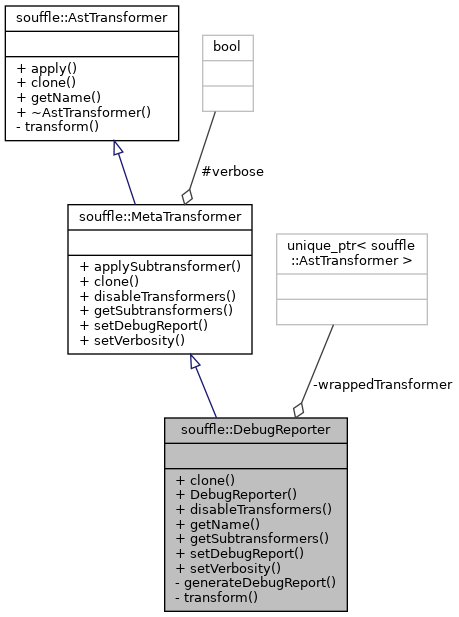 souffle::AstTransformer
+ apply()
+ clone()
+ getName()
+ ~AstTransformer()
- transform()
bool
#verbose
souffle::MetaTransformer
+ applySubtransformer()
+ clone()
+ disableTransformers()
+ getSubtransformers()
+ setDebugReport()
+ setVerbosity()
unique_ptr< souffle
::AstTransformer >
-wrappedTransformer
souffle::DebugReporter
+ clone()
+ DebugReporter()
+ disableTransformers()
+ getName()
+ getSubtransformers()
+ setDebugReport()
+ setVerbosity()
- generateDebugReport()
- transform()